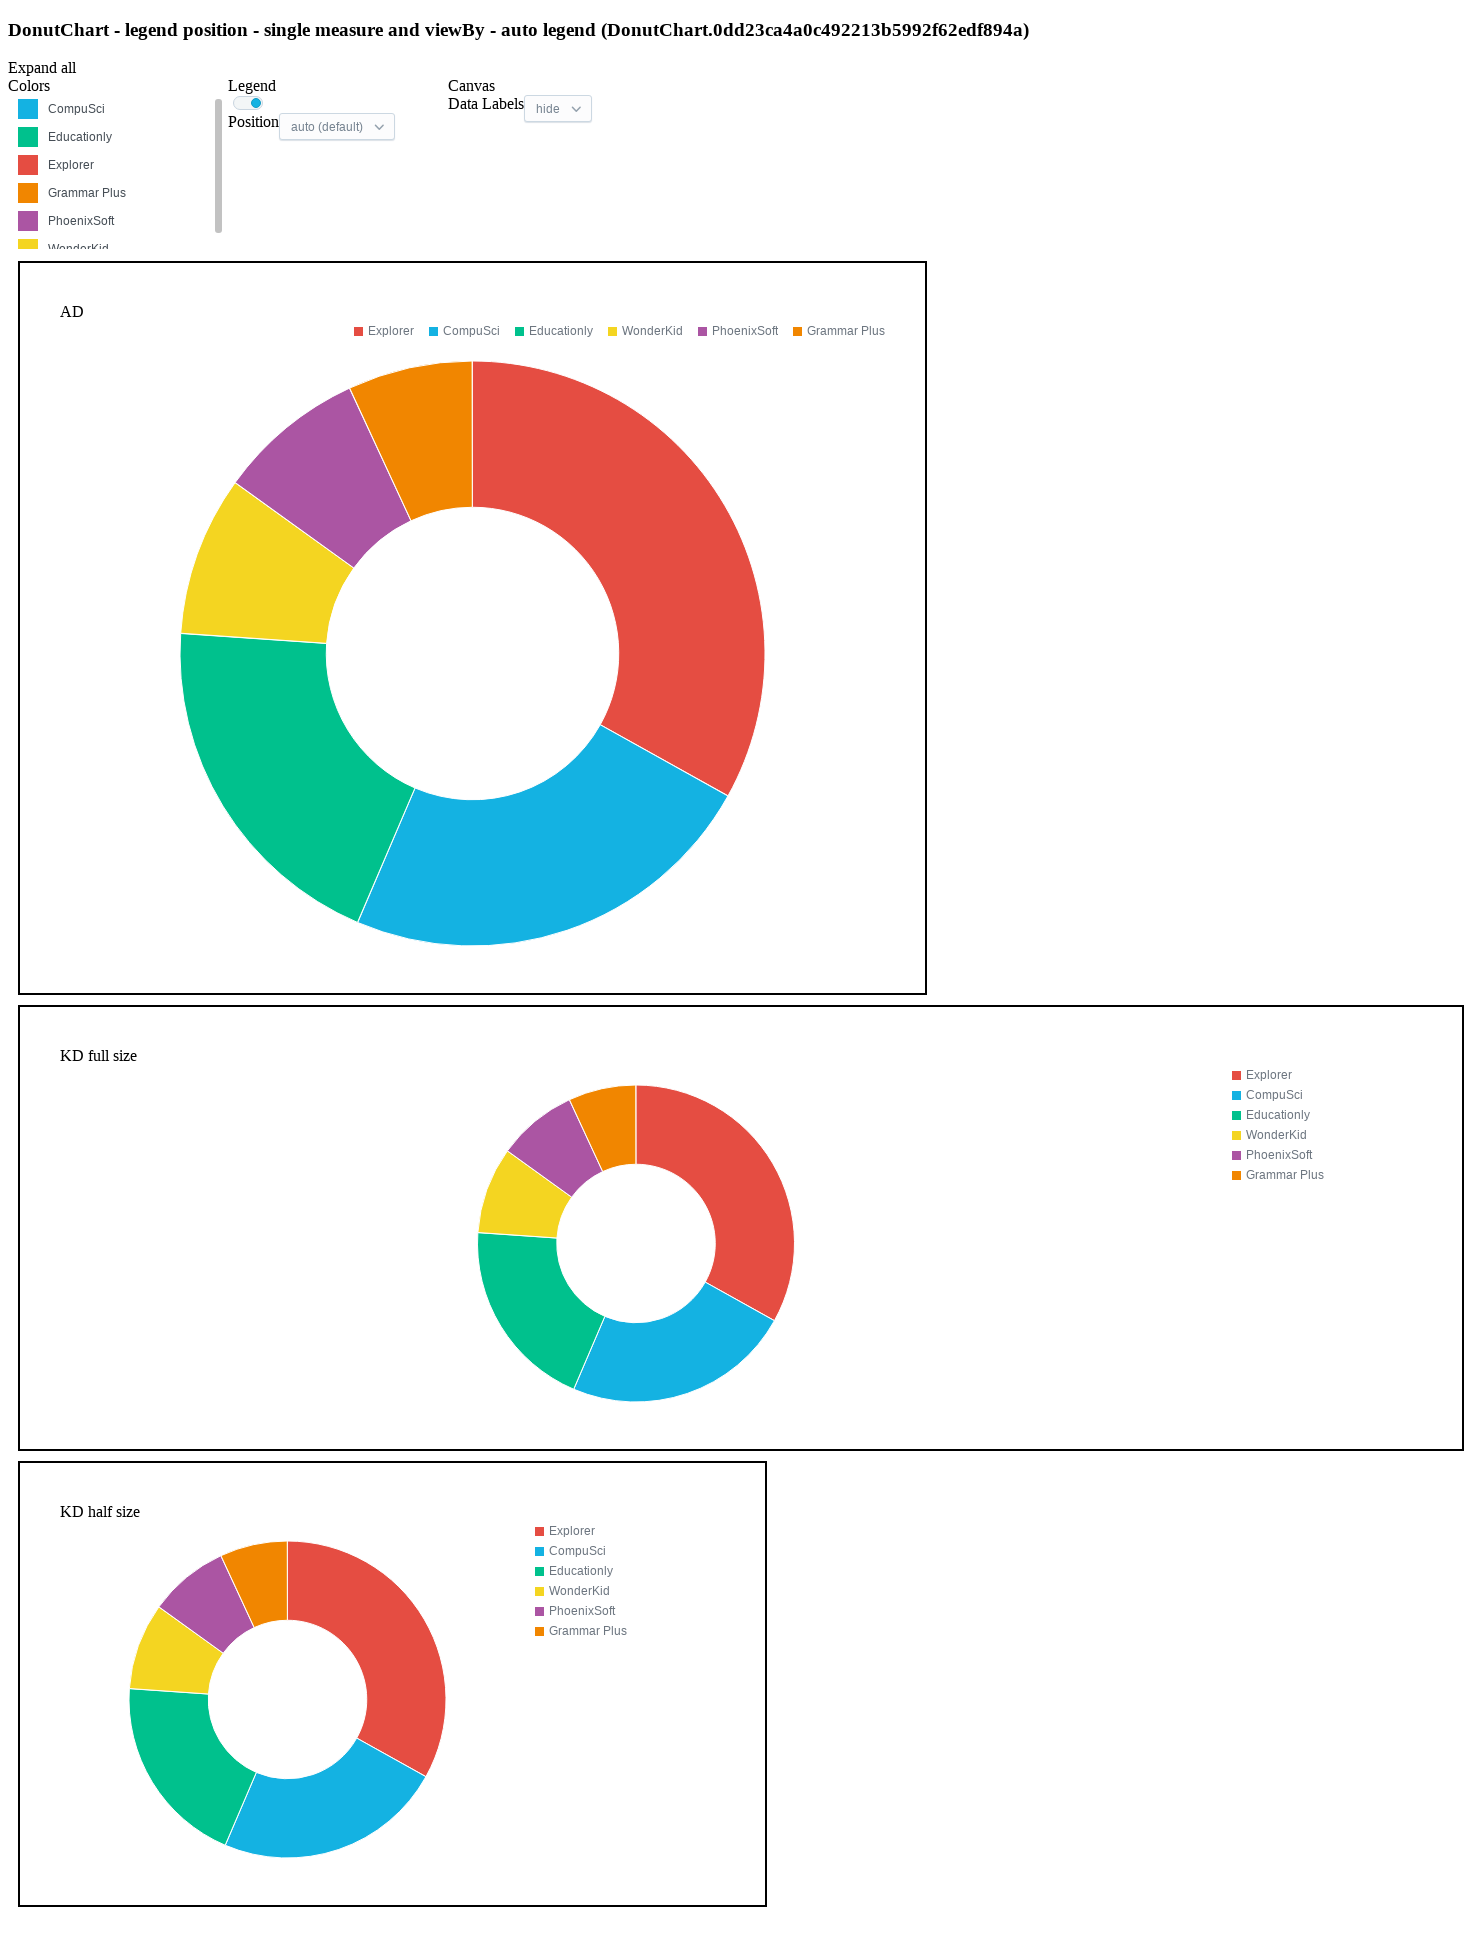 DonutChart - legend position - single measure and viewBy - auto legend (DonutChart.0dd23ca4a0c492213b5992f62edf894a)
Expand all
Colors
CompuSci
Educationly
Explorer
Grammar Plus
PhoenixSoft
WonderKid
Legend
Position auto (default)
Canvas
Data Labels hide
AD
Explorer CompuSci Educationly WonderKid PhoenixSoft Grammar Plus
KD full size
Explorer
CompuSci
Educationly
WonderKid
PhoenixSoft
Grammar Plus
KD half size
Explorer
CompuSci
Educationly
WonderKid
PhoenixSoft
Grammar Plus